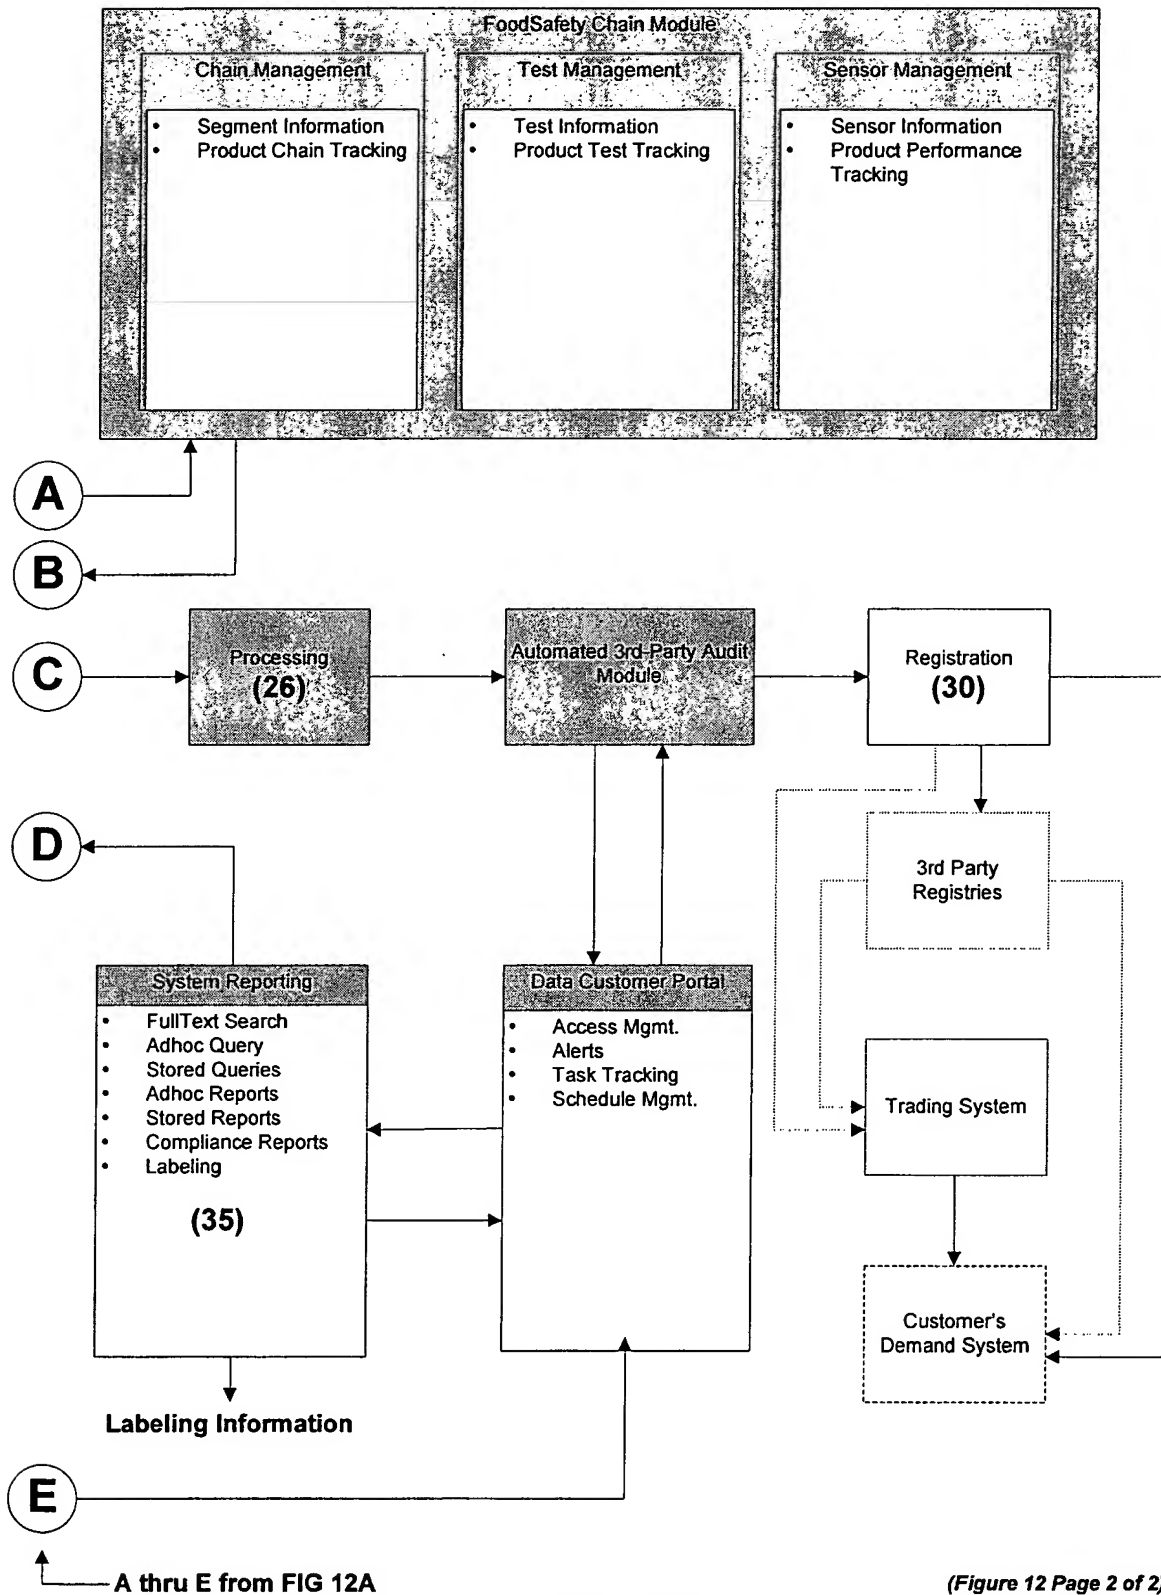 FoodSafety Chain Module
Chain Management
• Segment Information
• Product Chain Tracking
Test Management
• Test Information
• Product Test Tracking
Sensor Management
• Sensor Information
• Product Performance
Tracking
A
B
C
Processing
(26)
Automated 3rd-Party Audit
Module
Registration
(30)
D
3rd Party
Registries
System Reporting
• FullText Search
• Adhoc Query
• Stored Queries
• Adhoc Reports
• Stored Reports
• Compliance Reports
• Labeling
(35)
Data Customer Portal
• Access Mgmt.
• Alerts
• Task Tracking
• Schedule Mgmt.
Trading System
Customer's
Demand System
Labeling Information
E
A thru E from FIG 12A
(Figure 12 Page 2 of 2)